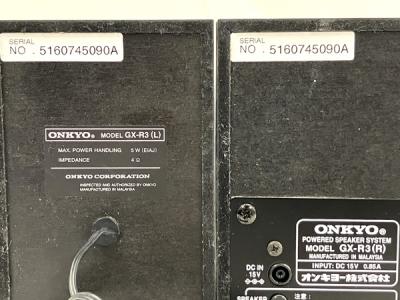 SERIAL
NO. 5160745090A
ONKYO® MODEL GX-R3 (L)
MAX. POWER HANDLING 5 W (EIAJ)
IMPEDANCE 4 Ω
ONKYO CORPORATION
INSPECTED AND AUTHORIZED BY ONKYO
MANUFACTURED IN MALAYSIA
SERIAL
NO. 5160745090A
ONKYO®
POWERED SPEAKER SYSTEM
MODEL GX-R3(R)
MANUFACTURED IN MALAYSIA
INPUT: DC 15V 0.85A
オンキヨー株式会社
DC IN
15V
SPEAKER
注意: